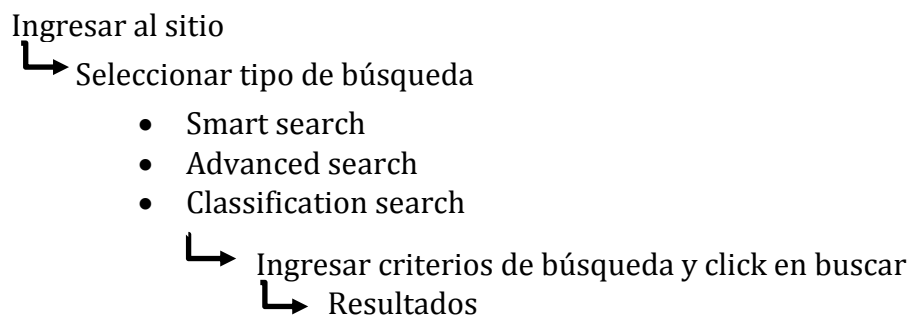 Ingresar al sitio
Seleccionar tipo de búsqueda
• Smart search
• Advanced search
• Classification search
Ingresar criterios de búsqueda y click en buscar
Resultados